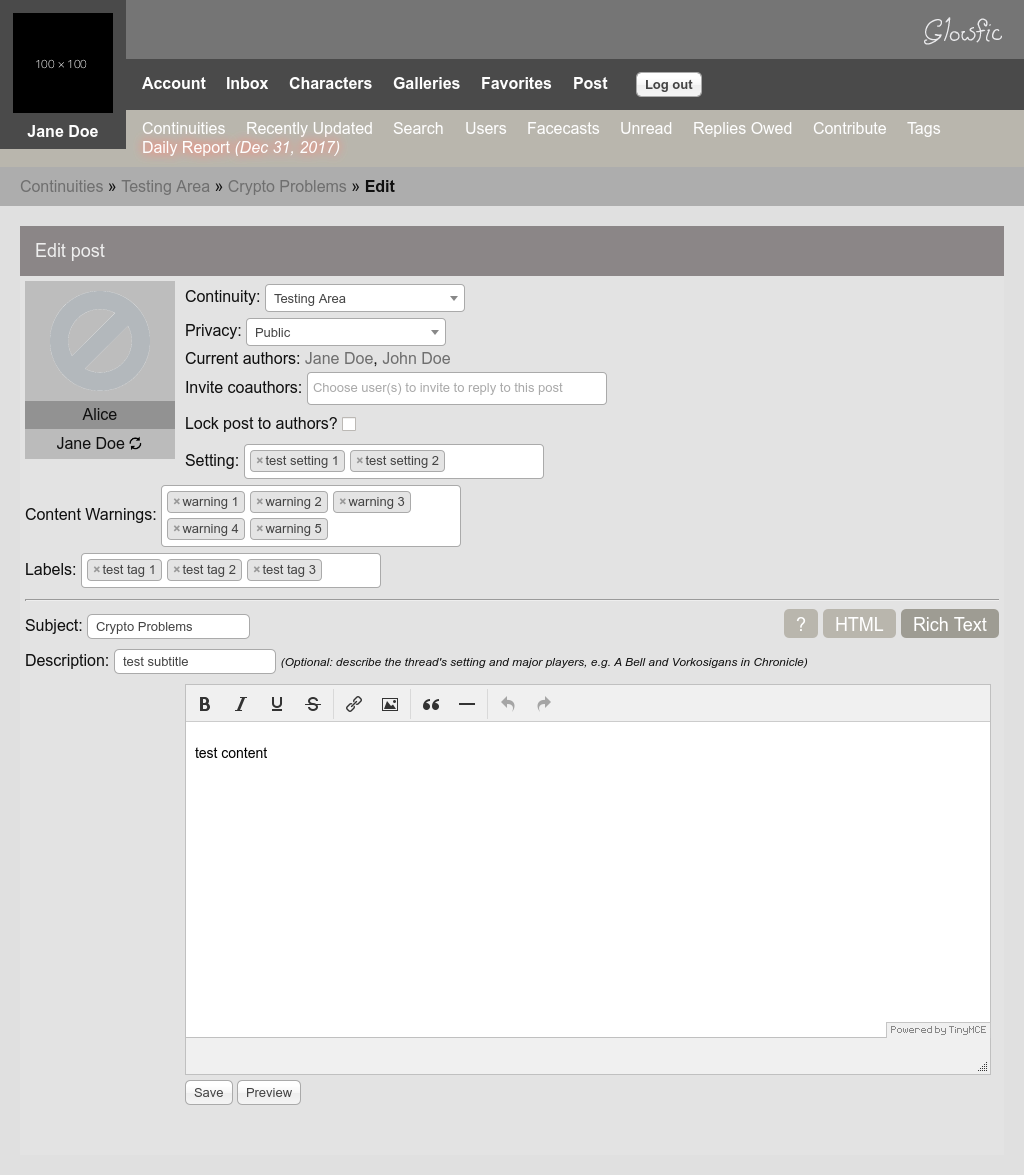 100 × 100
Glowfic
Account Inbox Characters Galleries Favorites Post Log out
Jane Doe
Continuities Recently Updated Search Users Facecasts Unread Replies Owed Contribute Tags
Daily Report (Dec 31, 2017)
Continuities » Testing Area » Crypto Problems » Edit
Edit post
Continuity: Testing Area
Privacy: Public
Current authors: Jane Doe, John Doe
Invite coauthors: Choose user(s) to invite to reply to this post
Alice
Lock post to authors?
Jane Doe
Setting: ×test setting 1 ×test setting 2
Content Warnings: ×warning 1 ×warning 2 ×warning 3
×warning 4 ×warning 5
Labels: ×test tag 1 ×test tag 2 ×test tag 3
Subject: Crypto Problems ? HTML Rich Text
Description: test subtitle (Optional: describe the thread's setting and major players, e.g. A Bell and Vorkosigans in Chronicle)
B I U S
test content
Powered by TinyMCE
Save Preview